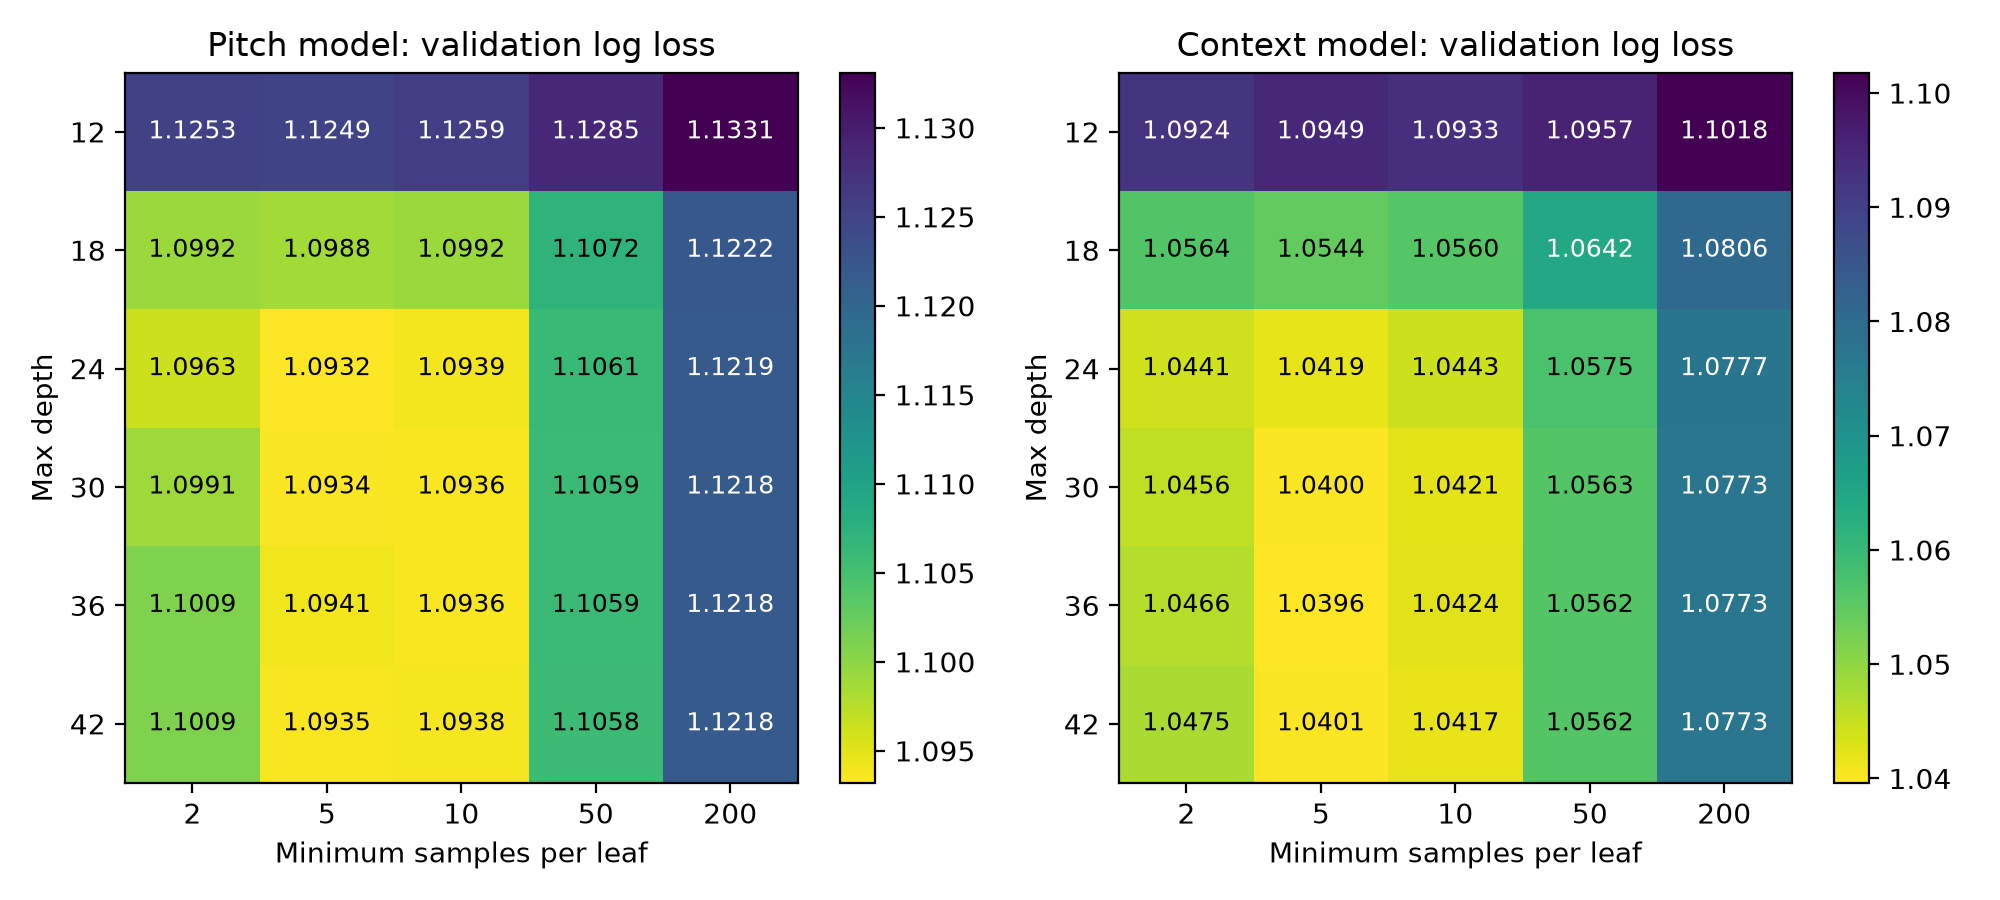 Pitch model: validation log loss
Max depth
12 1.1253 1.1249 1.1259 1.1285 1.1331
18 1.0992 1.0988 1.0992 1.1072 1.1222
24 1.0963 1.0932 1.0939 1.1061 1.1219
30 1.0991 1.0934 1.0936 1.1059 1.1218
36 1.1009 1.0941 1.0936 1.1059 1.1218
42 1.1009 1.0935 1.0938 1.1058 1.1218
2 5 10 50 200
Minimum samples per leaf
1.130
1.125
1.120
1.115
1.110
1.105
1.100
1.095
Context model: validation log loss
Max depth
12 1.0924 1.0949 1.0933 1.0957 1.1018
18 1.0564 1.0544 1.0560 1.0642 1.0806
24 1.0441 1.0419 1.0443 1.0575 1.0777
30 1.0456 1.0400 1.0421 1.0563 1.0773
36 1.0466 1.0396 1.0424 1.0562 1.0773
42 1.0475 1.0401 1.0417 1.0562 1.0773
2 5 10 50 200
Minimum samples per leaf
1.10
1.09
1.08
1.07
1.06
1.05
1.04